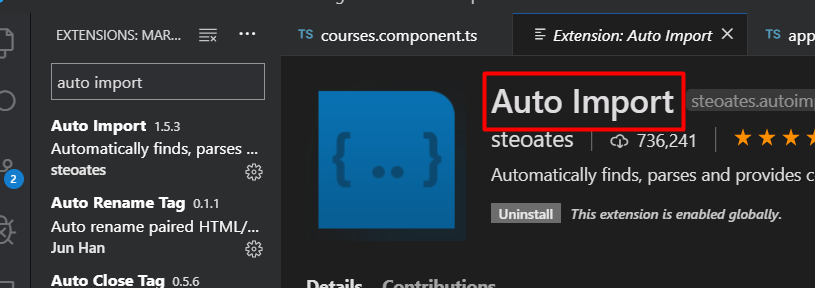 EXTENSIONS: MAR...
auto import
Auto Import 1.5.3
Automatically finds, parses ...
steoates
Auto Rename Tag 0.1.1
Auto rename paired HTML/...
Jun Han
Auto Close Tag 0.5.6
2
TS courses.component.ts
Extension: Auto Import
TS app
{ .. }
Auto Import
steoates.autoimp
steoates
736,241
Automatically finds, parses and provides c
Uninstall
This extension is enabled globally.
Details Contributions